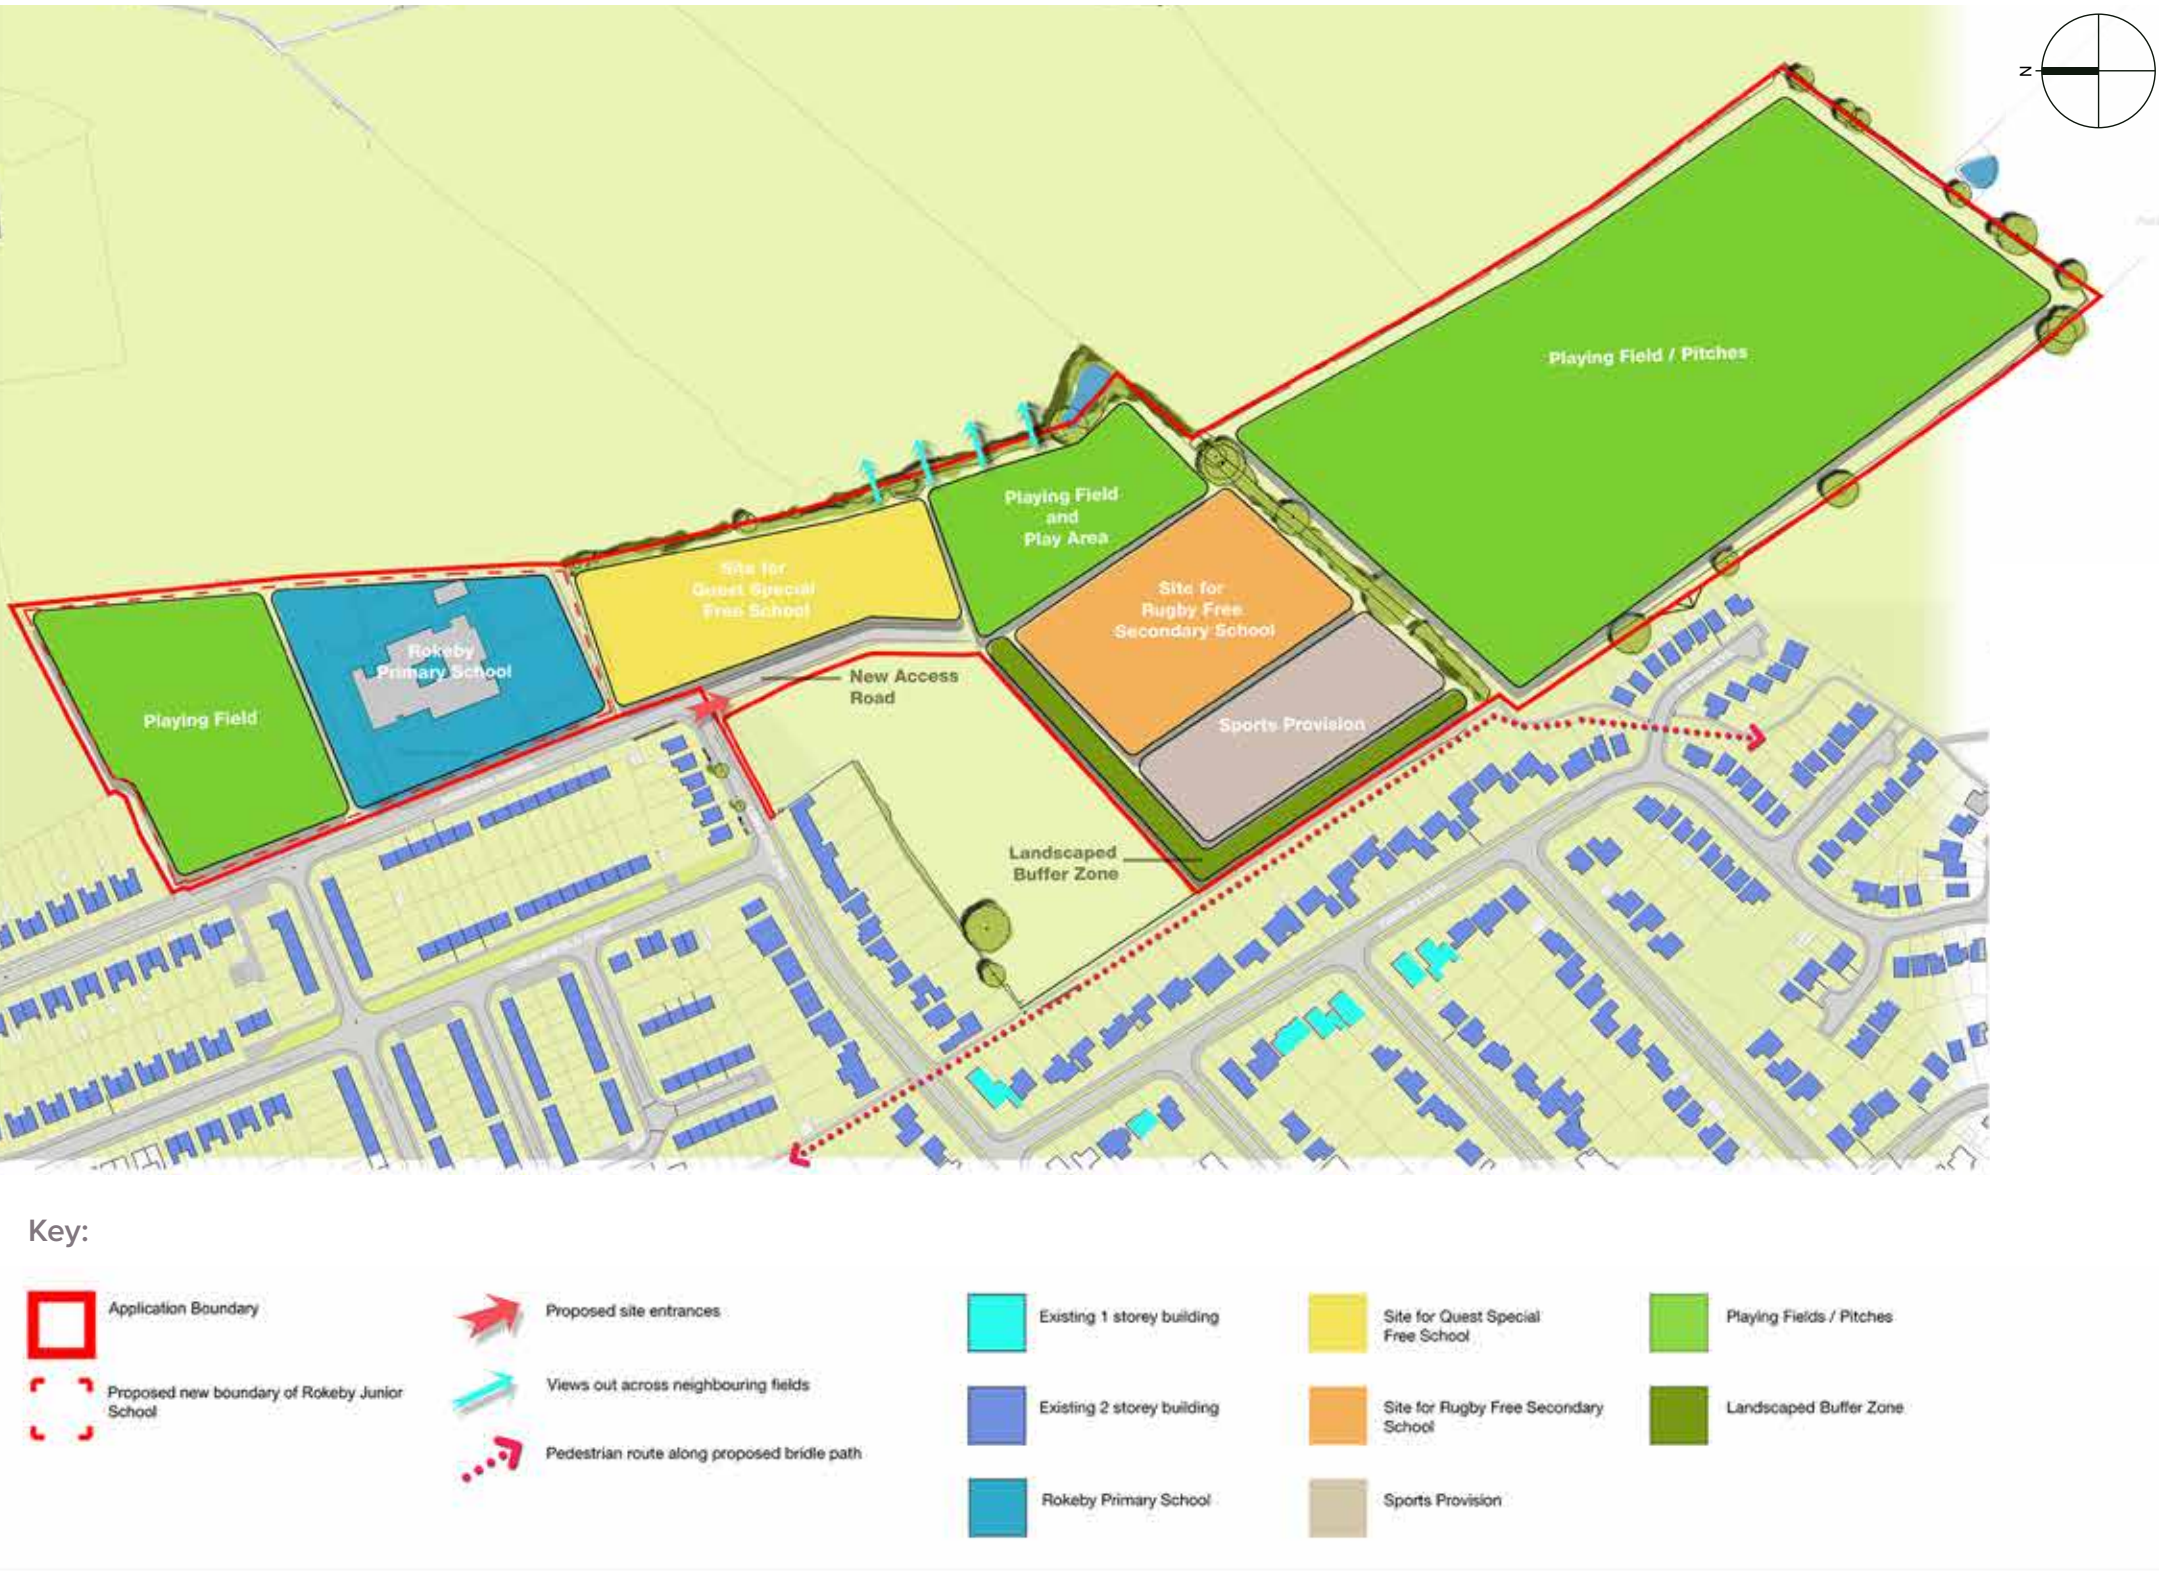 N
Playing Field / Pitches
Playing Field
and
Play Area
Site for
Quest Special
Free School
Site for
Rugby Free
Secondary School
Rokeby
Primary School
New Access
Road
Playing Field
Sports Provision
Landscaped
Buffer Zone
Key:
Application Boundary
Proposed new boundary of Rokeby Junior
School
Proposed site entrances
Views out across neighbouring fields
Pedestrian route along proposed bridle path
Existing 1 storey building
Existing 2 storey building
Rokeby Primary School
Site for Quest Special
Free School
Site for Rugby Free Secondary
School
Sports Provision
Playing Fields / Pitches
Landscaped Buffer Zone